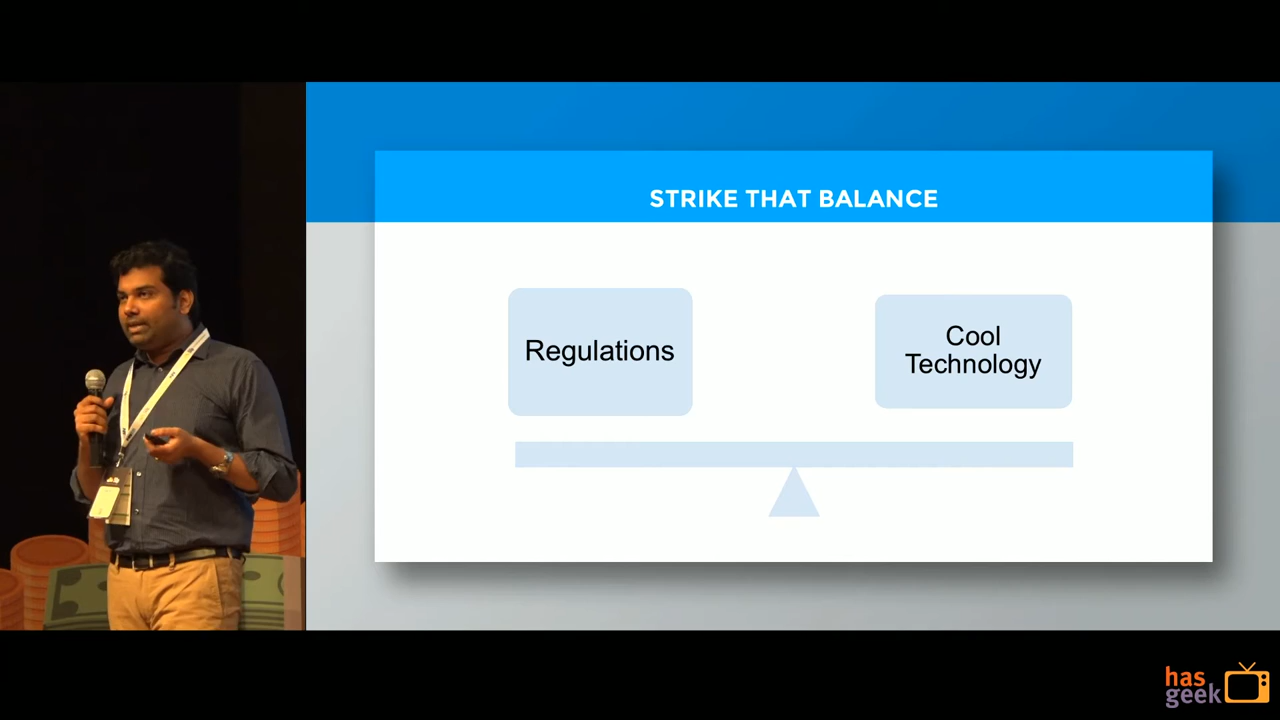 STRIKE THAT BALANCE
Regulations
Cool
Technology
has
geek